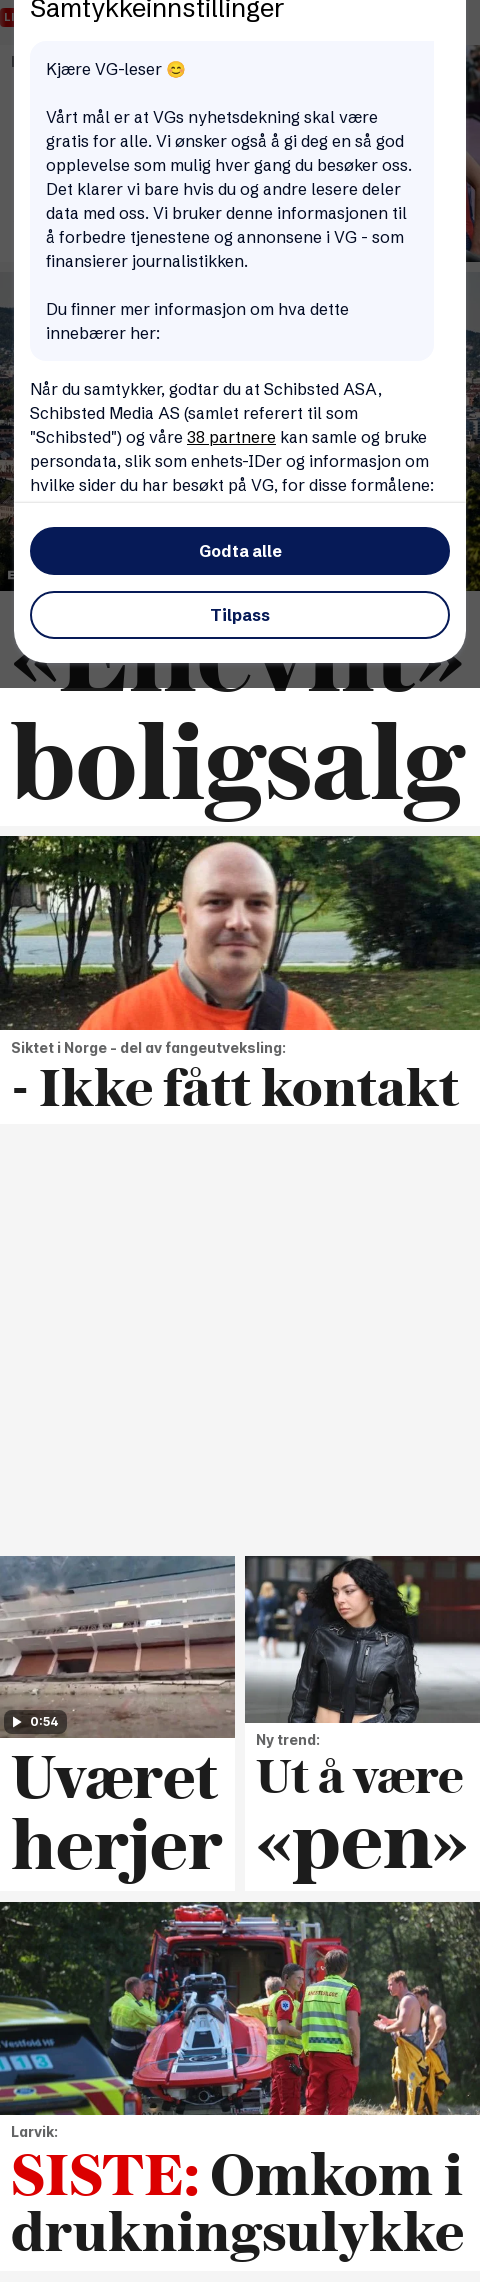 Samtykkeinnstillinger
Kjære VG-leser 😊
Vårt mål er at VGs nyhetsdekning skal være
gratis for alle. Vi ønsker også å gi deg en så god
opplevelse som mulig hver gang du besøker oss.
Det klarer vi bare hvis du og andre lesere deler
data med oss. Vi bruker denne informasjonen til
å forbedre tjenestene og annonsene i VG - som
finansierer journalistikken.
Du finner mer informasjon om hva dette
innebærer her:
Når du samtykker, godtar du at Schibsted ASA,
Schibsted Media AS (samlet referert til som
"Schibsted") og våre 38 partnere kan samle og bruke
persondata, slik som enhets-IDer og informasjon om
hvilke sider du har besøkt på VG, for disse formålene:
Godta alle
Tilpass
boligsalg
Siktet i Norge – del av fangeutveksling:
- Ikke fått kontakt
0:54
Uværet
herjer
Ny trend:
Ut å være
«pen»
Vestfold HF
113
Larvik:
SISTE: Omkom i
drukningsulykke